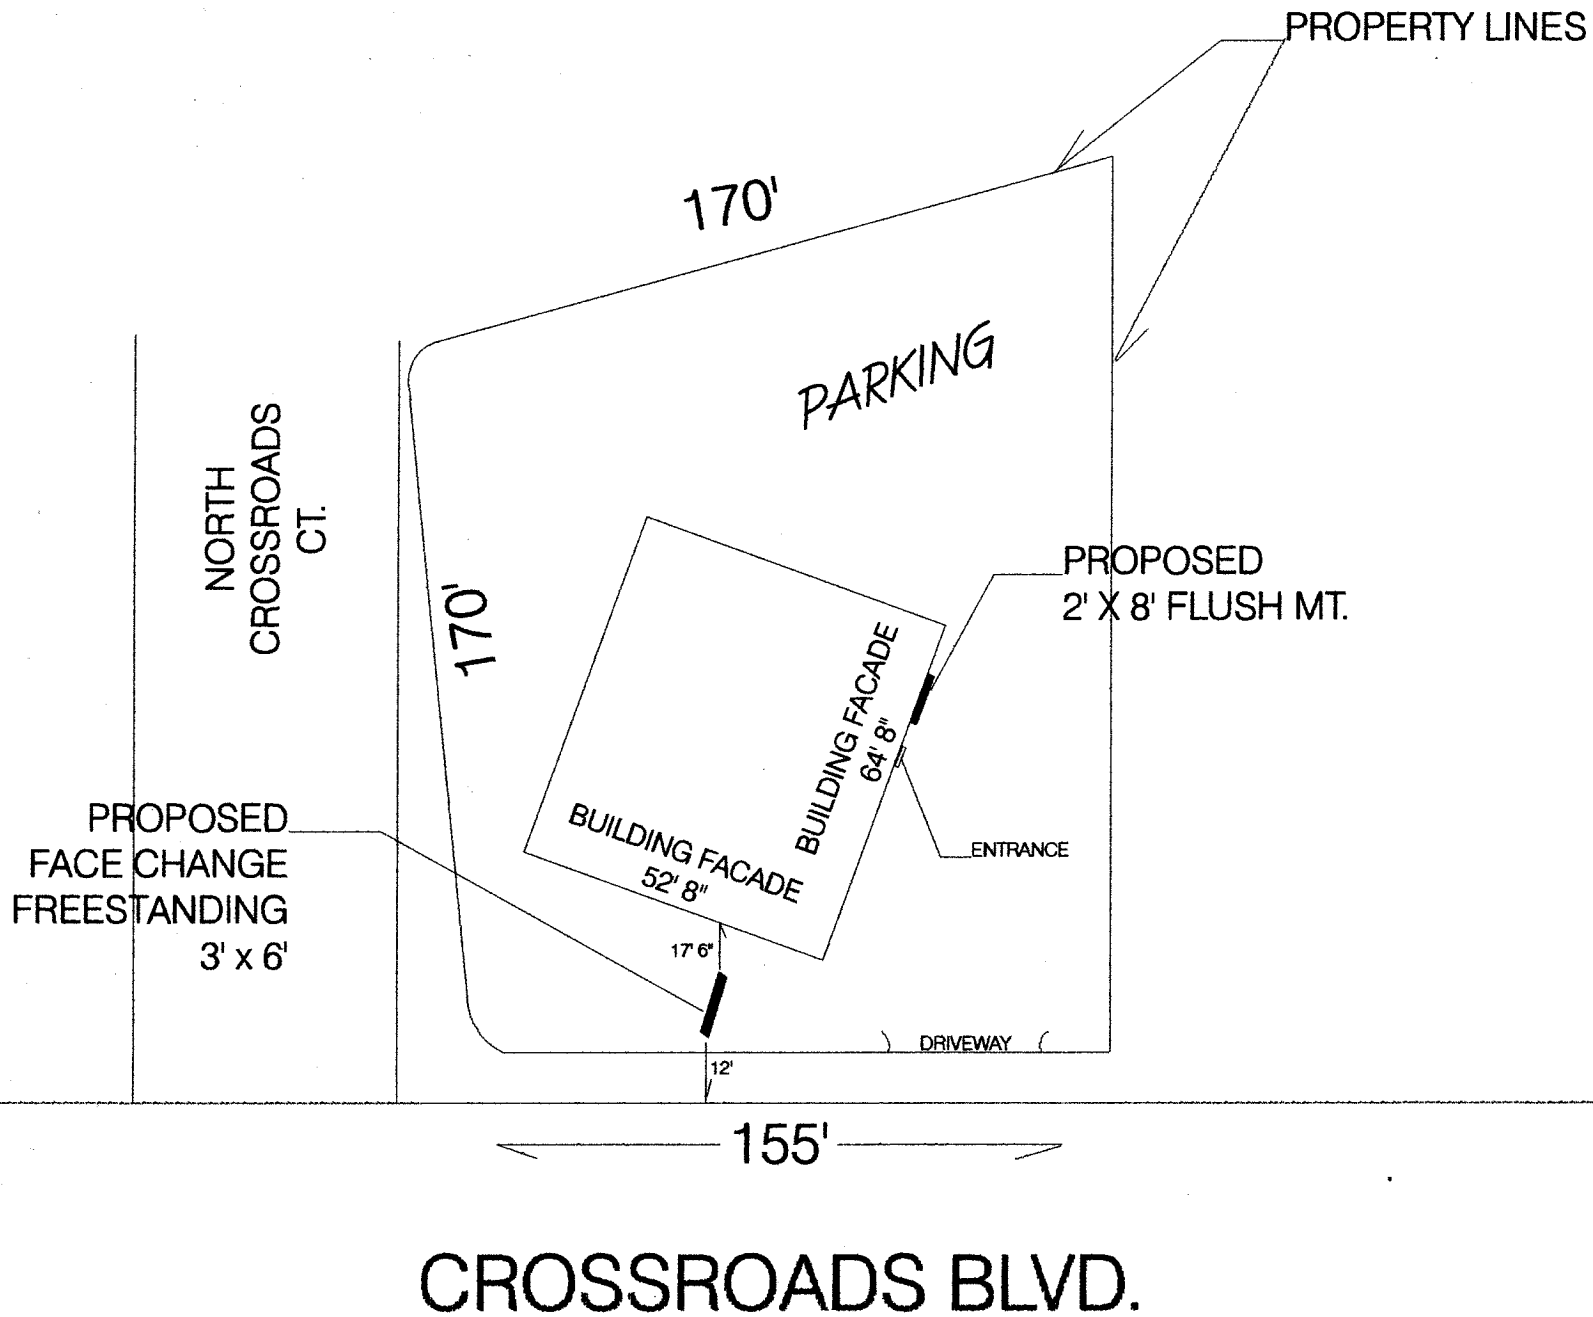 PROPERTY LINES
170'
PARKING
NORTH
CROSSROADS
CT.
170'
PROPOSED
2' X 8' FLUSH MT.
BUILDING FACADE
64' 8"
PROPOSED
FACE CHANGE
FREESTANDING
3' x 6'
BUILDING FACADE
52' 8"
ENTRANCE
17' 6"
DRIVEWAY
12'
155'
CROSSROADS BLVD.